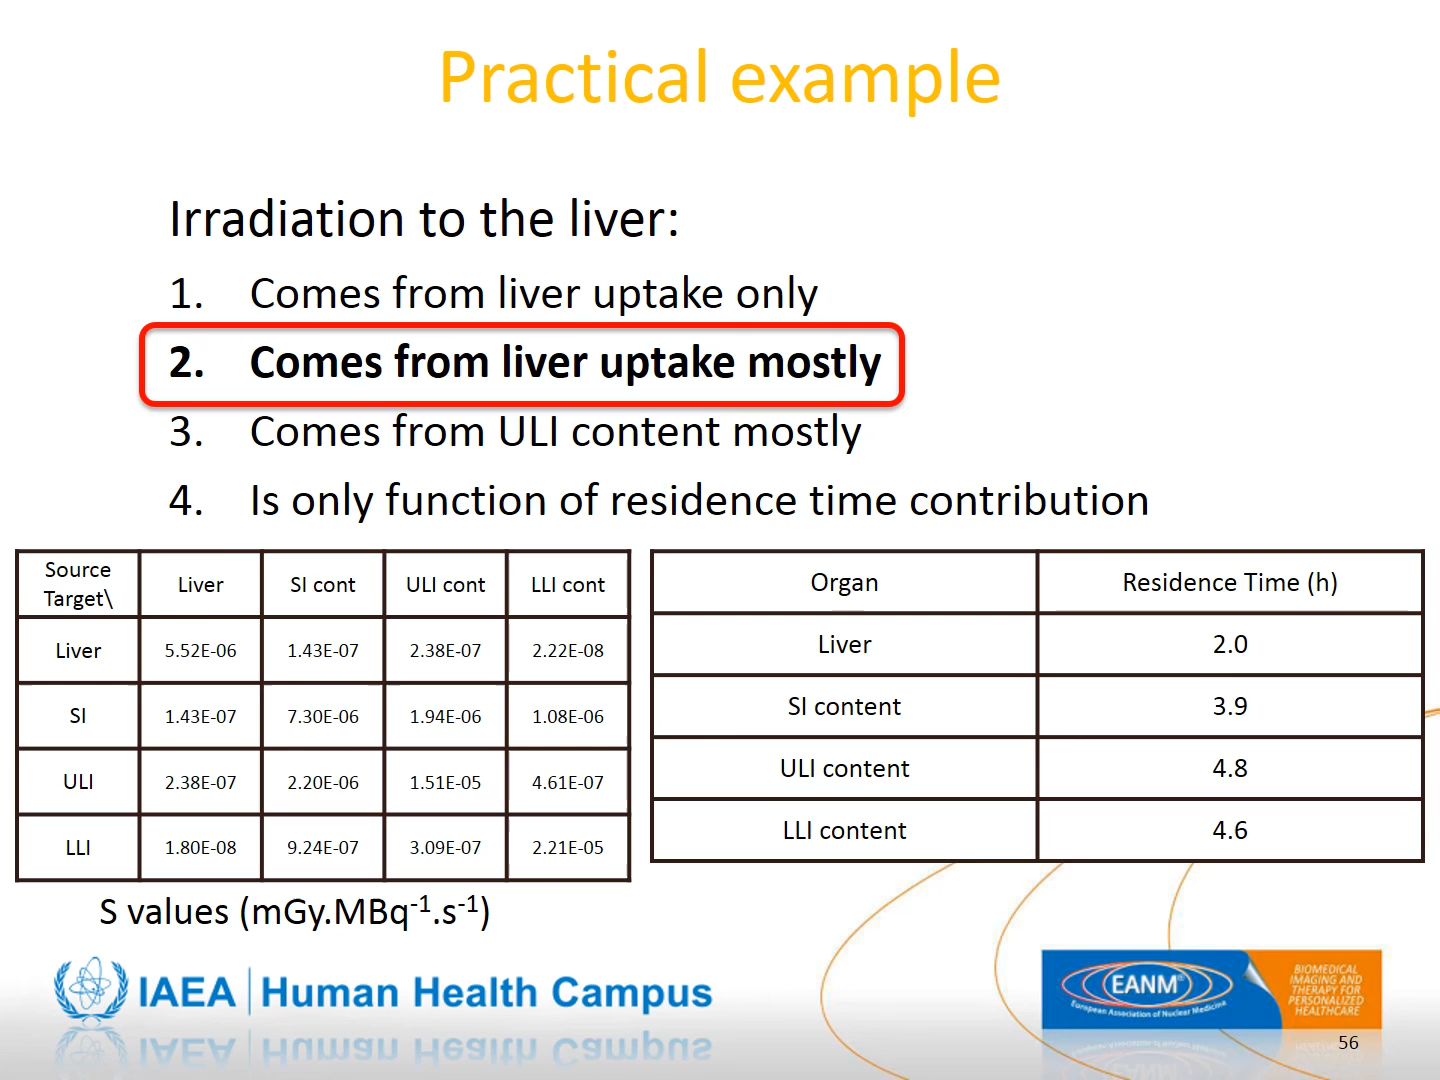 Practical example
Irradiation to the liver:
1. Comes from liver uptake only
2. Comes from liver uptake mostly
3. Comes from ULI content mostly
4. Is only function of residence time contribution
Source
Target\ Liver SI cont ULI cont LLI cont
Liver 5.52E-06 1.43E-07 2.38E-07 2.22E-08
SI 1.43E-07 7.30E-06 1.94E-06 1.08E-06
ULI 2.38E-07 2.20E-06 1.51E-05 4.61E-07
LLI 1.80E-08 9.24E-07 3.09E-07 2.21E-05
S values (mGy.MBq⁻¹.s⁻¹)
Organ Residence Time (h)
Liver 2.0
SI content 3.9
ULI content 4.8
LLI content 4.6
IAEA | Human Health Campus
EANM®
European Association of Nuclear Medicine
BIOMEDICAL
IMAGING AND
THERAPY FOR
PERSONALIZED
HEALTHCARE
56